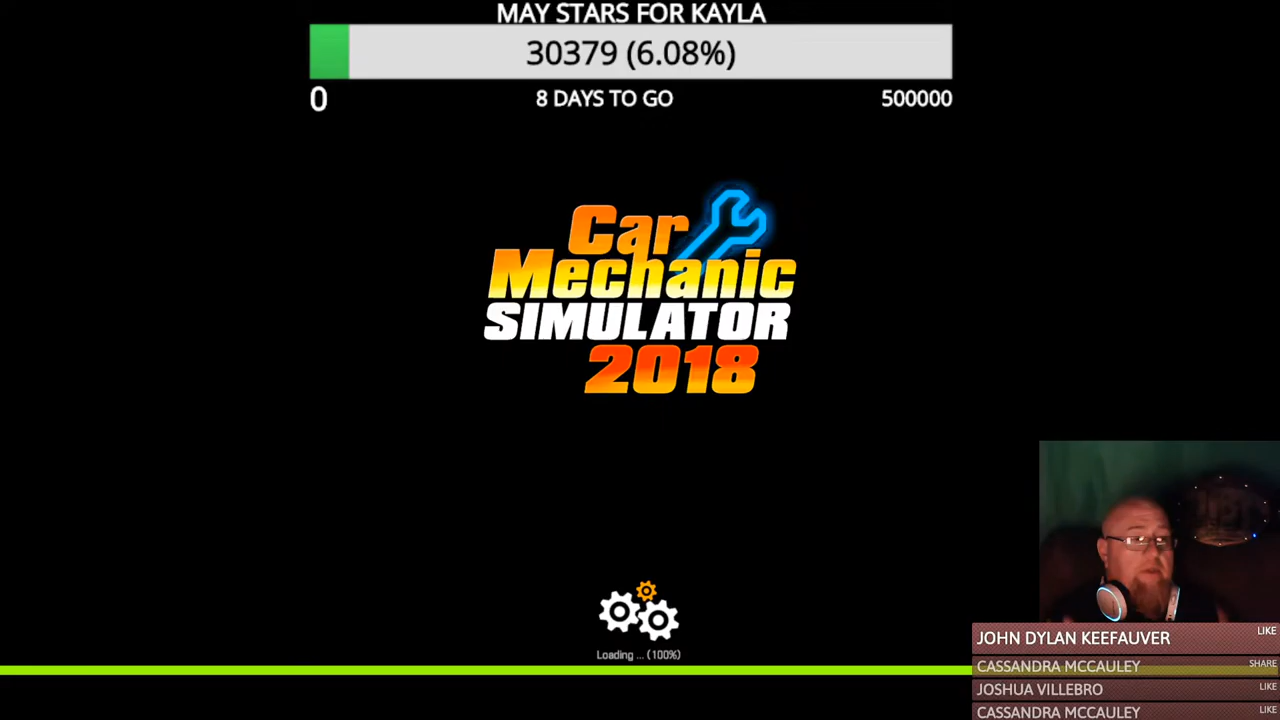 MAY STARS FOR KAYLA
30379 (6.08%)
0
8 DAYS TO GO
500000
Car
Mechanic
SIMULATOR
2018
Loading ... (100%)
JOHN DYLAN KEEFAUVER LIKE
CASSANDRA MCCAULEY SHARE
JOSHUA VILLEBRO LIKE
CASSANDRA MCCAULEY LIKE